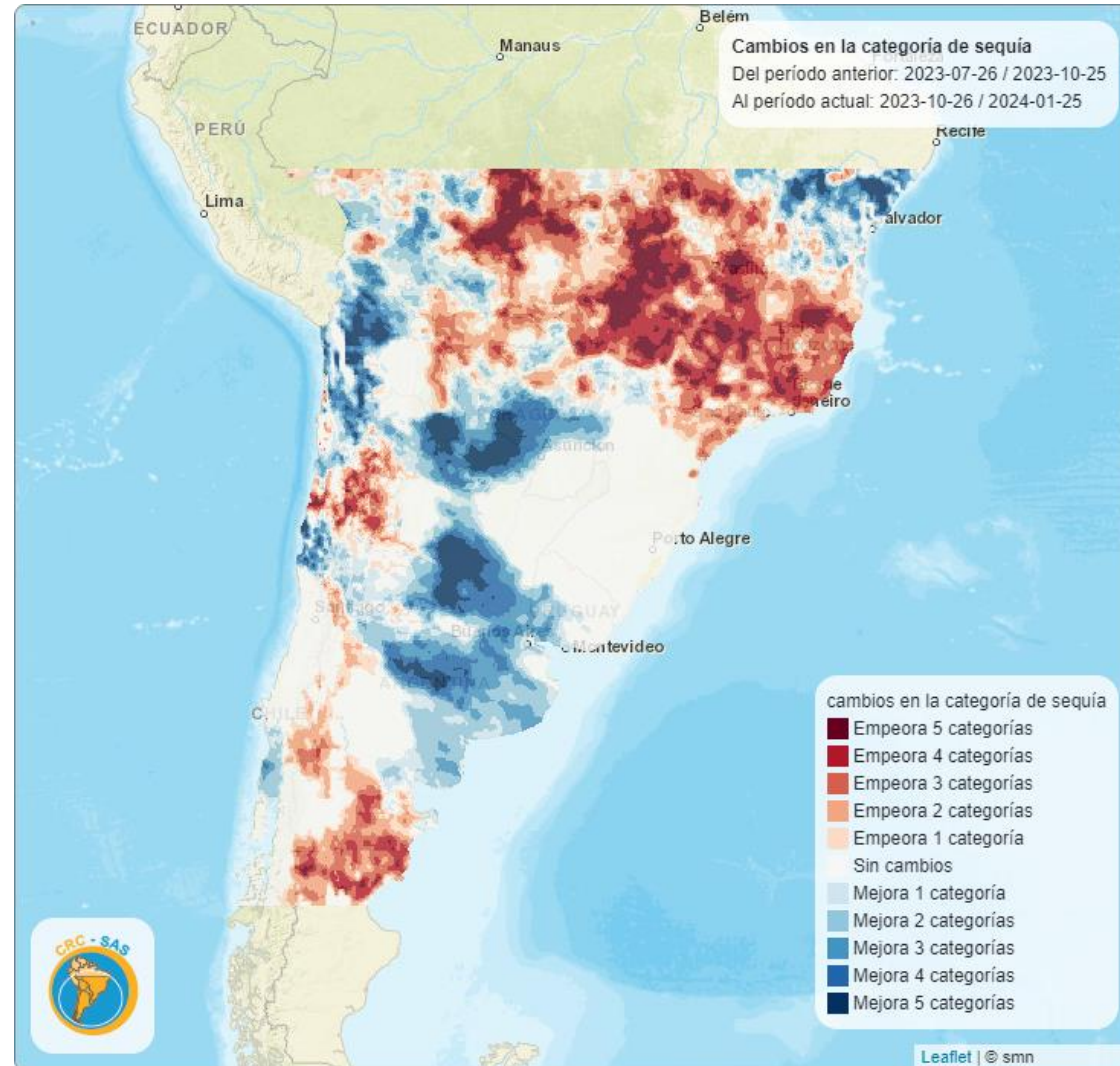 Belém
ECUADOR
Manaus
Cambios en la categoría de sequía
Del período anterior: 2023-07-26 / 2023-10-25
Al período actual: 2023-10-26 / 2024-01-25
PERÚ
Recife
Lima
alvador
neiro
Porto Alegre
Montevideo
cambios en la categoría de sequía
Empeora 5 categorías
Empeora 4 categorías
Empeora 3 categorías
Empeora 2 categorías
Empeora 1 categoría
Sin cambios
Mejora 1 categoría
Mejora 2 categorías
Mejora 3 categorías
Mejora 4 categorías
Mejora 5 categorías
CRC - SAS
Leaflet | © smn